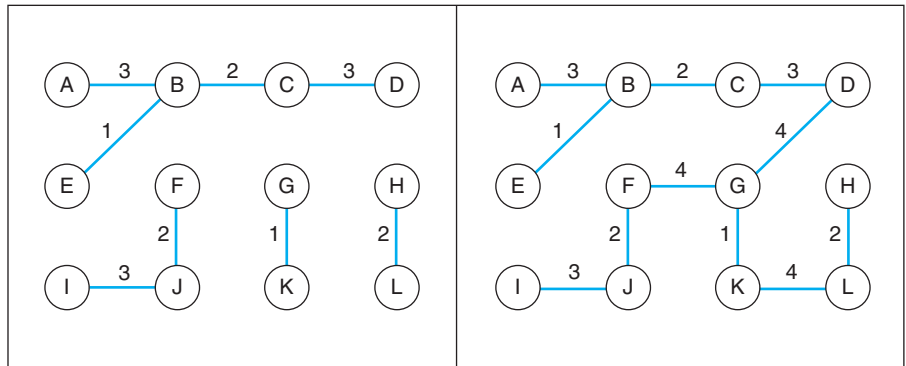 3 2 3
A B C D
1
E F G H
2 1 2
3
I J K L
3 2 3
A B C D
1 4
4
E F G H
2 1 2
3 4
I J K L